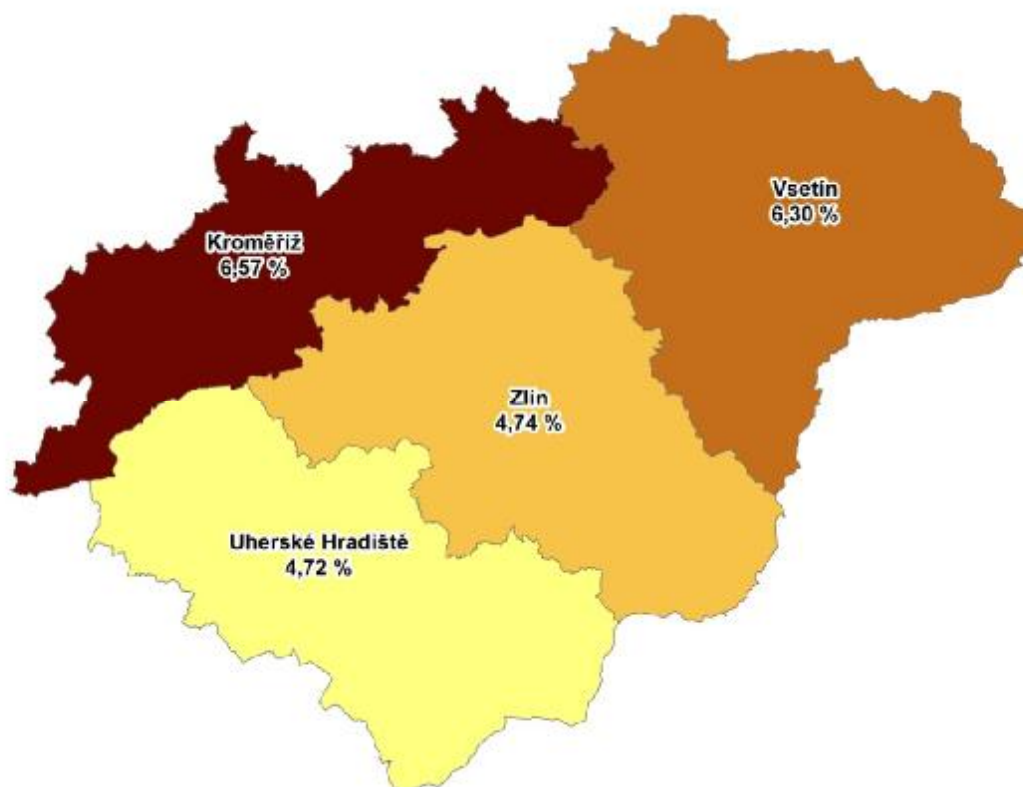 Vsetín
6,30 %
Kroměříž
6,57 %
Zlín
4,74 %
Uherské Hradiště
4,72 %